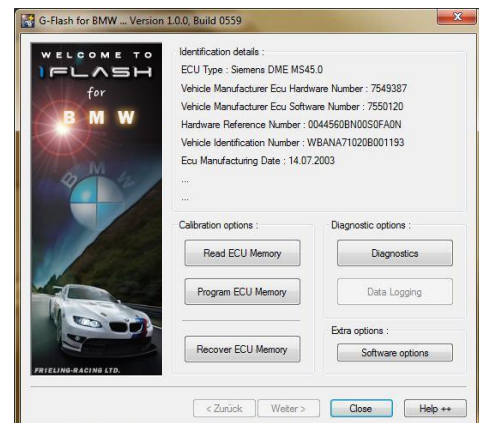 G-Flash for BMW ... Version 1.0.0, Build 0559
WELCOME TO
iFLASH
for
BMW
BMW
FRIELING-RACING LTD.
Identification details :
ECU Type : Siemens DME MS45.0
Vehicle Manufacturer Ecu Hardware Number : 7549387
Vehicle Manufacturer Ecu Software Number : 7550120
Hardware Reference Number : 0044560BN00S0FA0N
Vehicle Identification Number : WBANA71020B001193
Ecu Manufacturing Date : 14.07.2003
...
...
Calibration options :
Read ECU Memory
Program ECU Memory
Recover ECU Memory
Diagnostic options :
Diagnostics
Data Logging
Extra options :
Software options
< Zurück
Weiter >
Close
Help ++